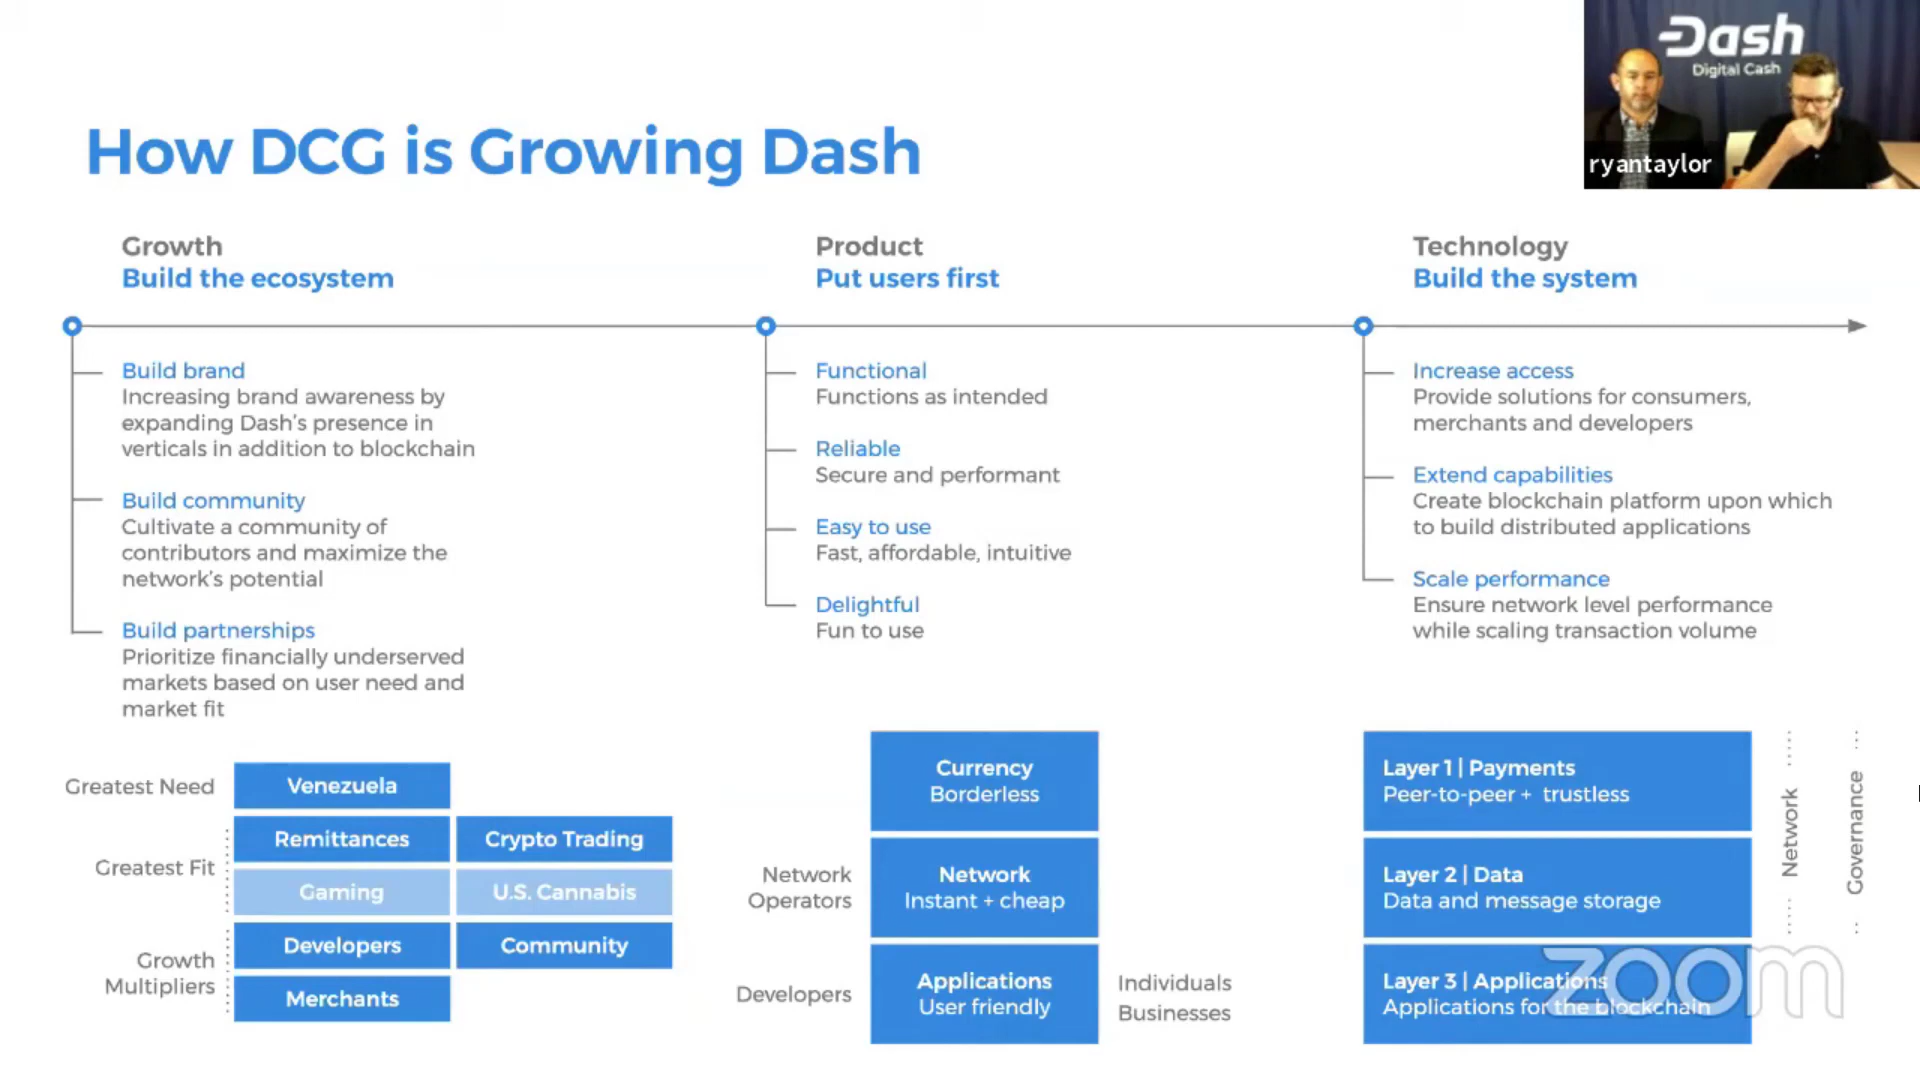 Dash
Digital Cash
ryantaylor
How DCG is Growing Dash
Growth
Build the ecosystem
Build brand
Increasing brand awareness by
expanding Dash's presence in
verticals in addition to blockchain
Build community
Cultivate a community of
contributors and maximize the
network's potential
Build partnerships
Prioritize financially underserved
markets based on user need and
market fit
Greatest Need
Venezuela
Greatest Fit
Remittances
Crypto Trading
Gaming
U.S. Cannabis
Growth
Multipliers
Developers
Community
Merchants
Product
Put users first
Functional
Functions as intended
Reliable
Secure and performant
Easy to use
Fast, affordable, intuitive
Delightful
Fun to use
Currency
Borderless
Network
Operators
Network
Instant + cheap
Developers
Applications
User friendly
Individuals
Businesses
Technology
Build the system
Increase access
Provide solutions for consumers,
merchants and developers
Extend capabilities
Create blockchain platform upon which
to build distributed applications
Scale performance
Ensure network level performance
while scaling transaction volume
Layer 1 | Payments
Peer-to-peer + trustless
Layer 2 | Data
Data and message storage
Layer 3 | Applications
Applications for the blockchain
Network
Governance
zoom